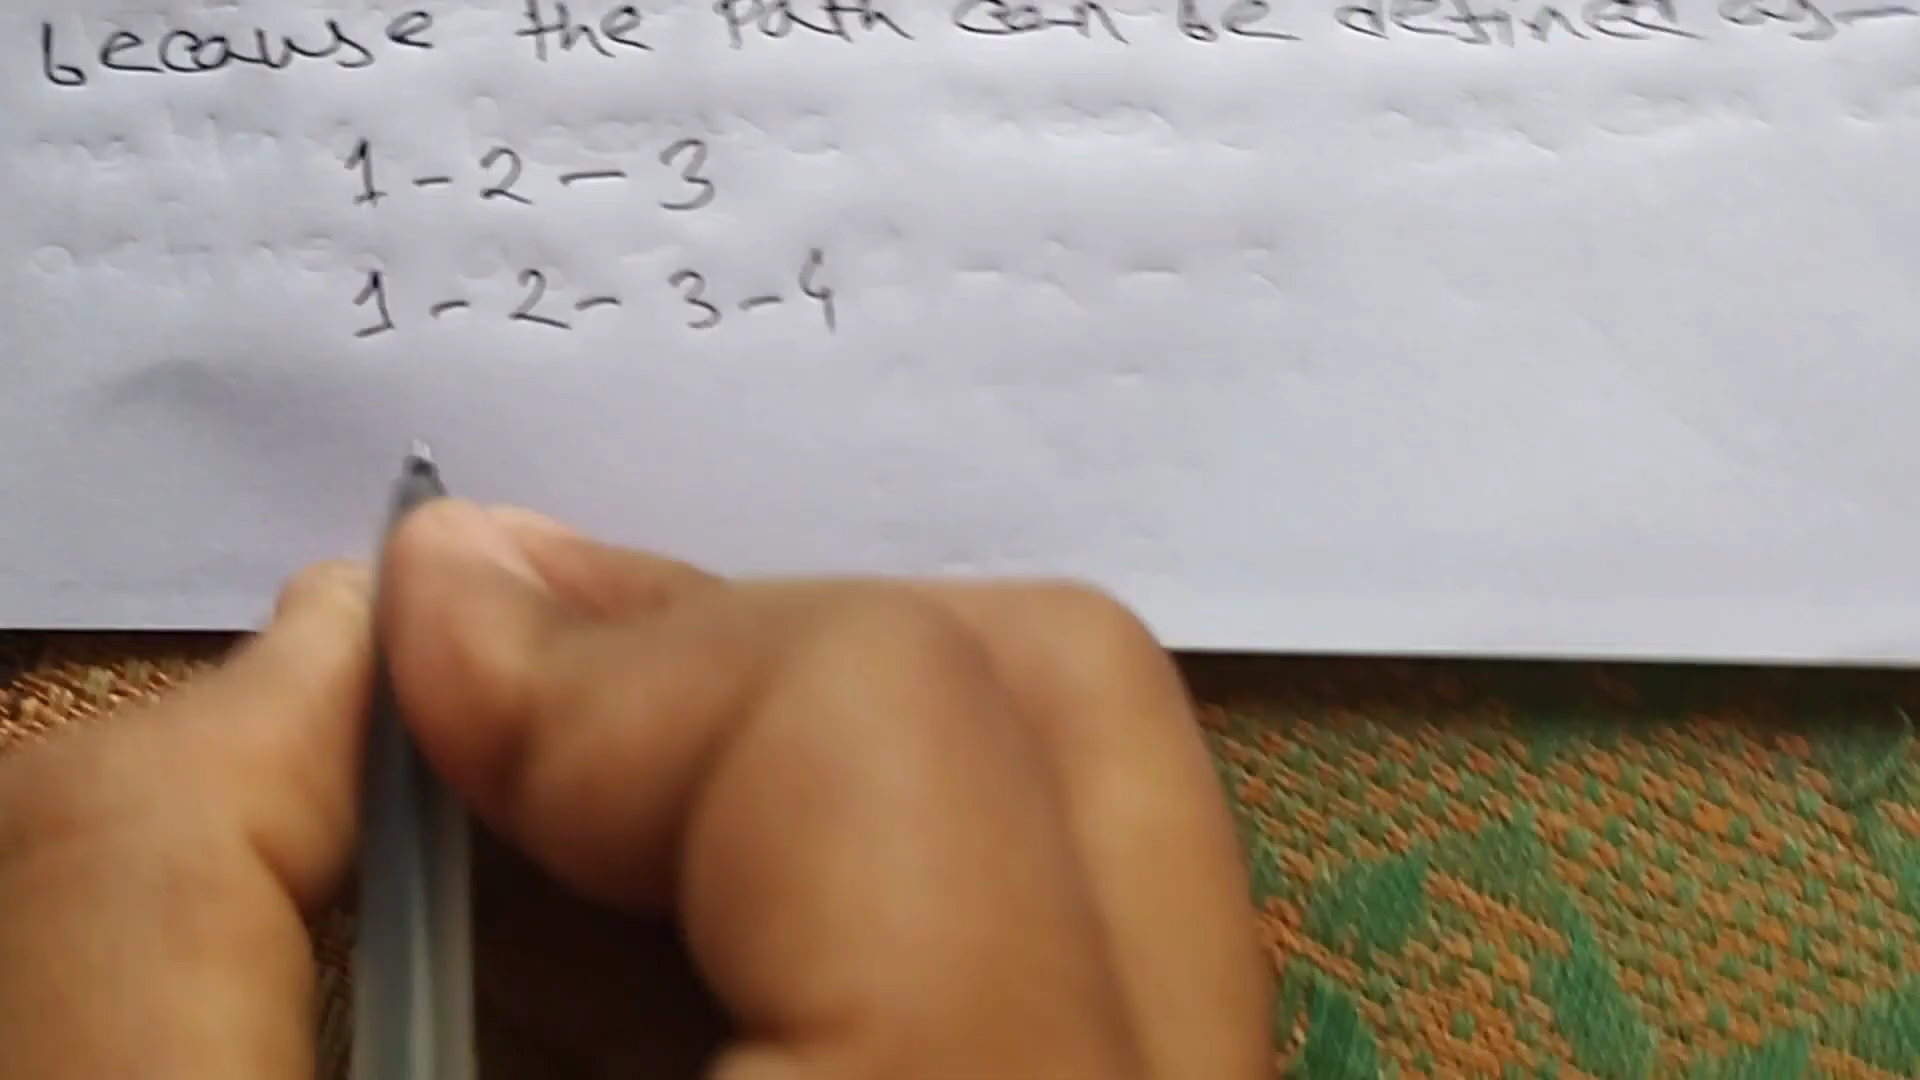 because the path can be defined as-
1 - 2 - 3
1 - 2 - 3 - 4